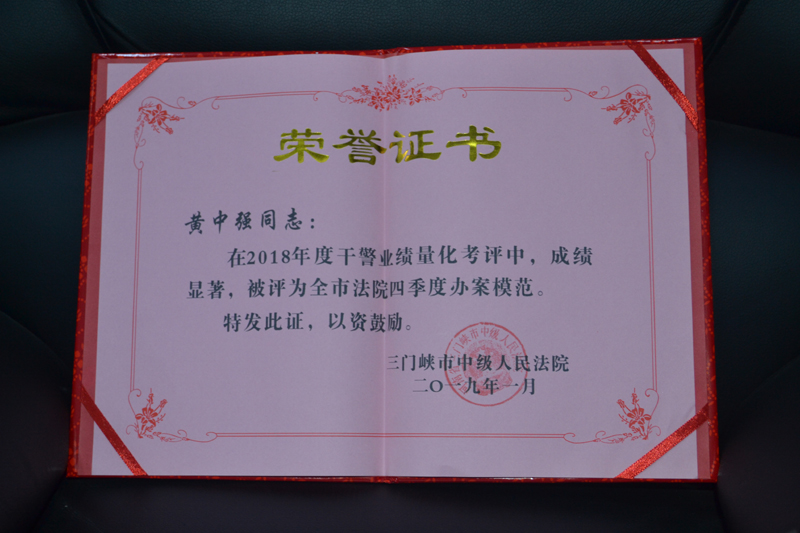 荣誉证书
黄中强同志：
在2018年度干警业绩量化考评中，成绩
显著，被评为全市法院四季度办案模范。
特发此证，以资鼓励。
三门峡市中级人民法院
二〇一九年一月